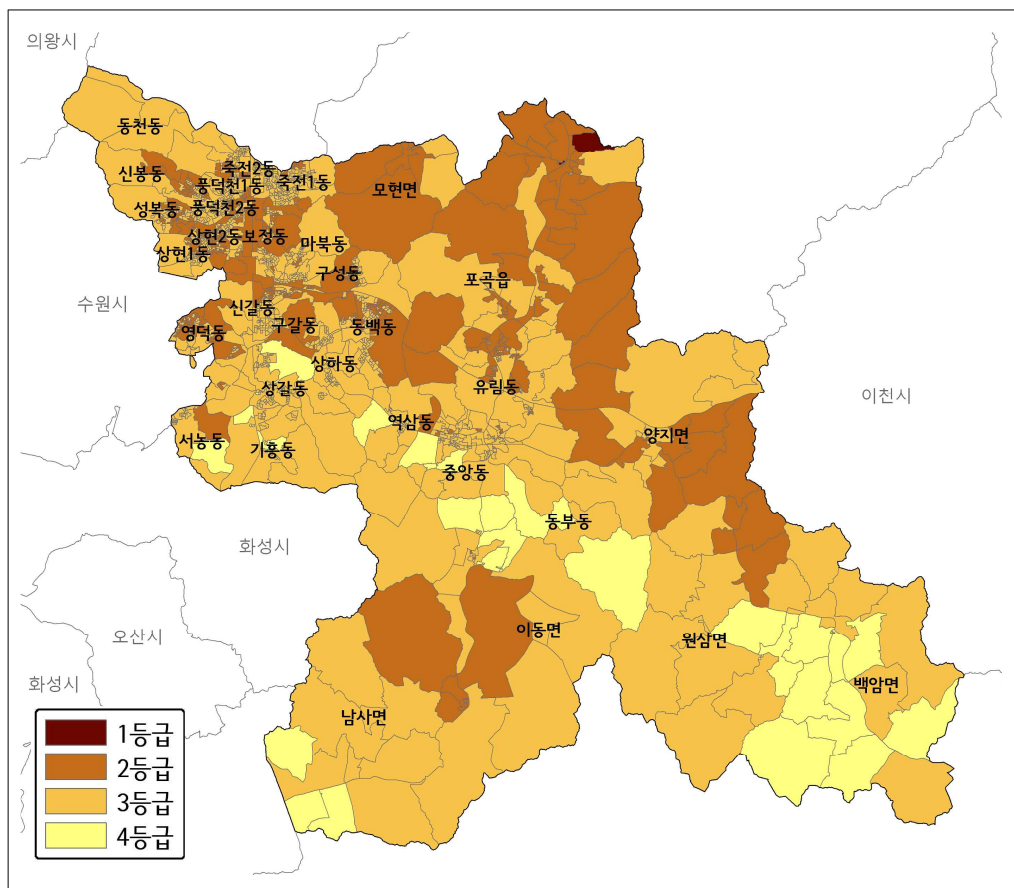 의왕시
동천동
죽전2동
신봉동
풍덕천1동
죽전1동
모현면
성복동
풍덕천2동
상현2동
보정동
마북동
상현1동
구성동
포곡읍
수원시
신갈동
영덕동
구갈동
동백동
상하동
유림동
상갈동
이천시
역삼동
서농동
기흥동
양지면
중앙동
동부동
화성시
오산시
이동면
원삼면
화성시
백암면
남사면
1등급
2등급
3등급
4등급